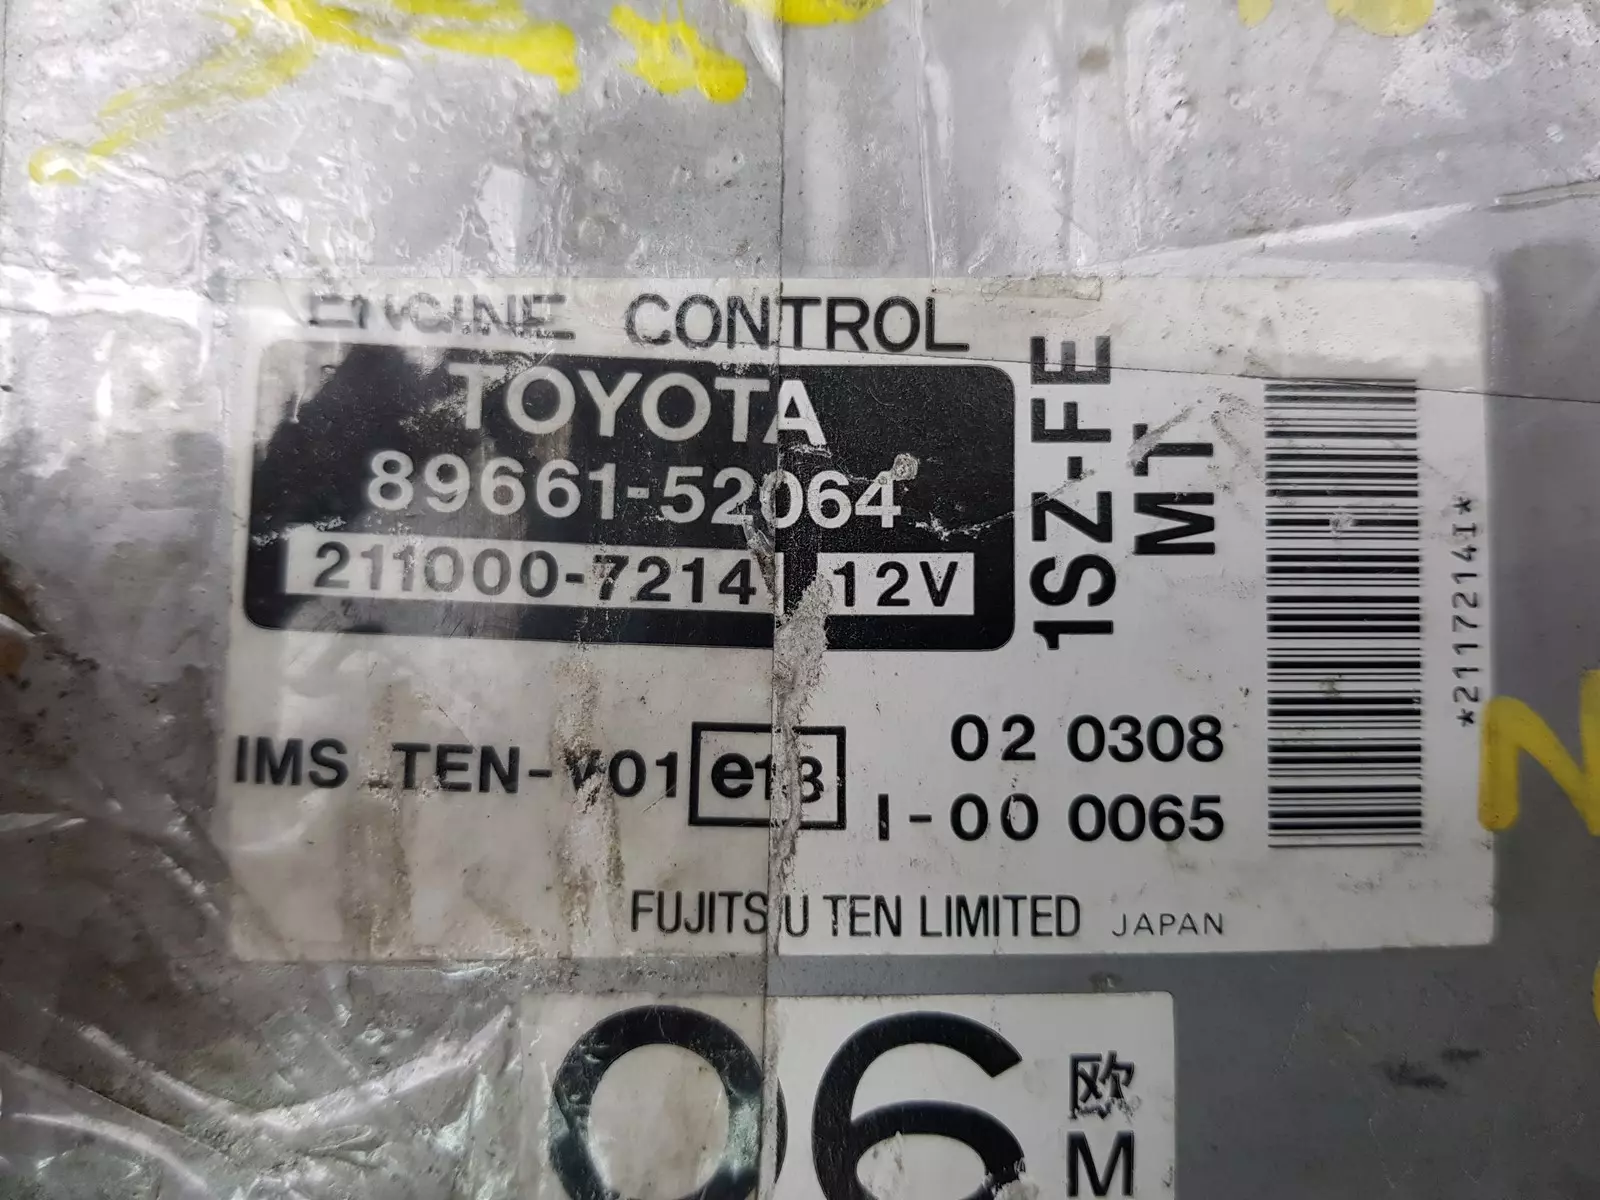 ENGINE CONTROL
TOYOTA
89661-52064
211000-7214 12V
1SZ-FE
MT
*21172147I*
IMS TEN-V01 e13
02 0308
I-00 0065
FUJITSU TEN LIMITED JAPAN
06
欧
M